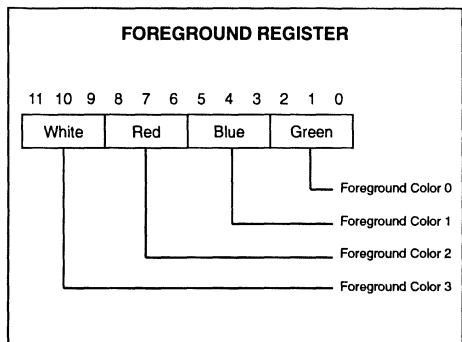 FOREGROUND REGISTER
11 10 9 8 7 6 5 4 3 2 1 0
White Red Blue Green
Foreground Color 0
Foreground Color 1
Foreground Color 2
Foreground Color 3